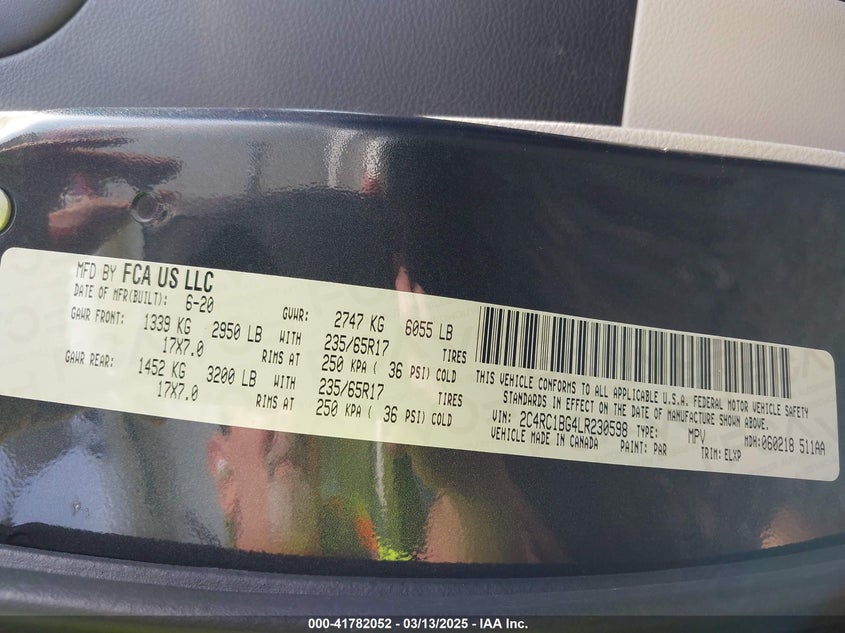 MFD BY FCA US LLC
DATE OF MFR(BUILT): 6-20 GVWR: 2747 KG 6055 LB
GAWR FRONT: 1339 KG 2950 LB WITH 235/65R17 TIRES
17X7.0 RIMS AT 250 KPA ( 36 PSI) COLD
GAWR REAR: 1452 KG 3200 LB WITH 235/65R17 TIRES
17X7.0 RIMS AT 250 KPA ( 36 PSI) COLD
THIS VEHICLE CONFORMS TO ALL APPLICABLE U.S.A. FEDERAL MOTOR VEHICLE SAFETY
STANDARDS IN EFFECT ON THE DATE OF MANUFACTURE SHOWN ABOVE.
VIN: 2C4RC1BG4LR230598 TYPE: MPV MDH:060218 511AA
VEHICLE MADE IN CANADA PAINT: PAR TRIM: ELXP
000-41782052 — 03/13/2025 — IAA Inc.